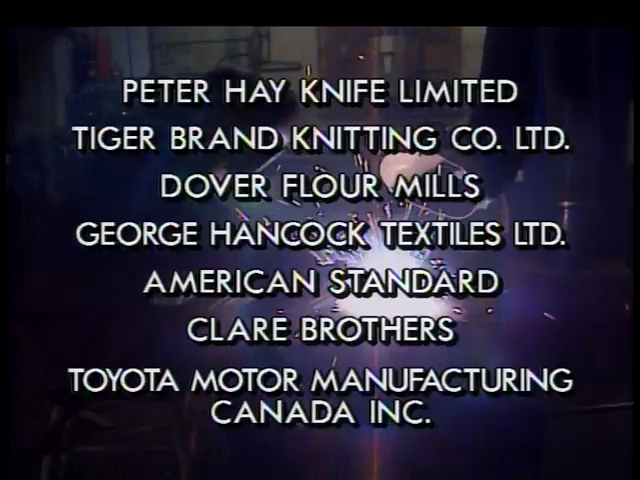 PETER HAY KNIFE LIMITED
TIGER BRAND KNITTING CO. LTD.
DOVER FLOUR MILLS
GEORGE HANCOCK TEXTILES LTD.
AMERICAN STANDARD
CLARE BROTHERS
TOYOTA MOTOR MANUFACTURING
CANADA INC.